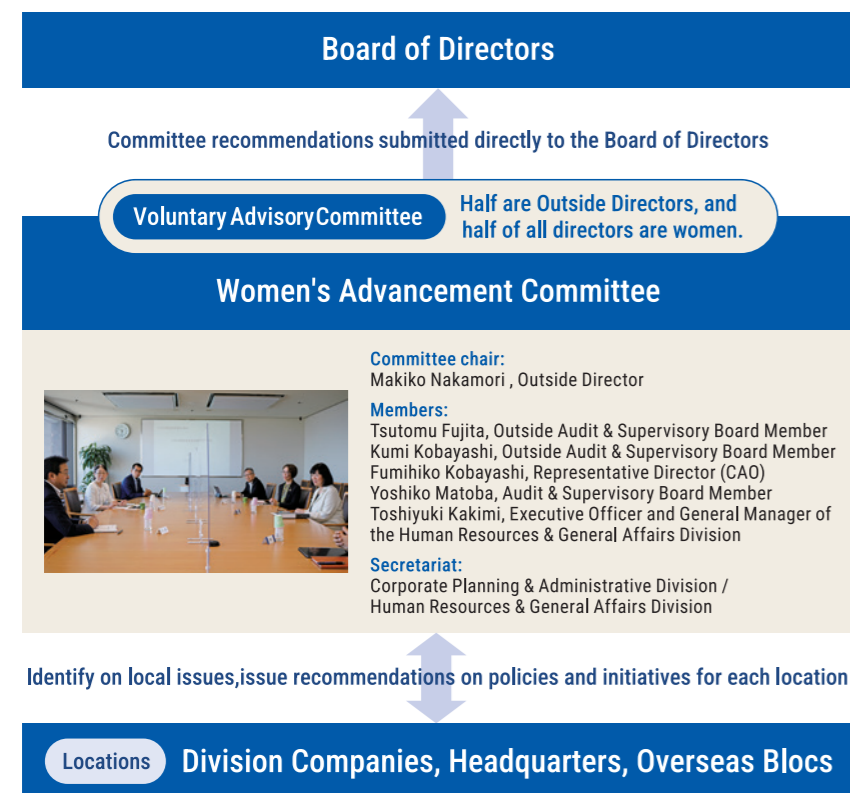 Board of Directors
Committee recommendations submitted directly to the Board of Directors
Voluntary Advisory Committee
Half are Outside Directors, and
half of all directors are women.
Women's Advancement Committee
Committee chair:
Makiko Nakamori , Outside Director
Members:
Tsutomu Fujita, Outside Audit & Supervisory Board Member
Kumi Kobayashi, Outside Audit & Supervisory Board Member
Fumihiko Kobayashi, Representative Director (CAO)
Yoshiko Matoba, Audit & Supervisory Board Member
Toshiyuki Kakimi, Executive Officer and General Manager of
the Human Resources & General Affairs Division
Secretariat:
Corporate Planning & Administrative Division /
Human Resources & General Affairs Division
Identify on local issues,issue recommendations on policies and initiatives for each location
Locations
Division Companies, Headquarters, Overseas Blocs